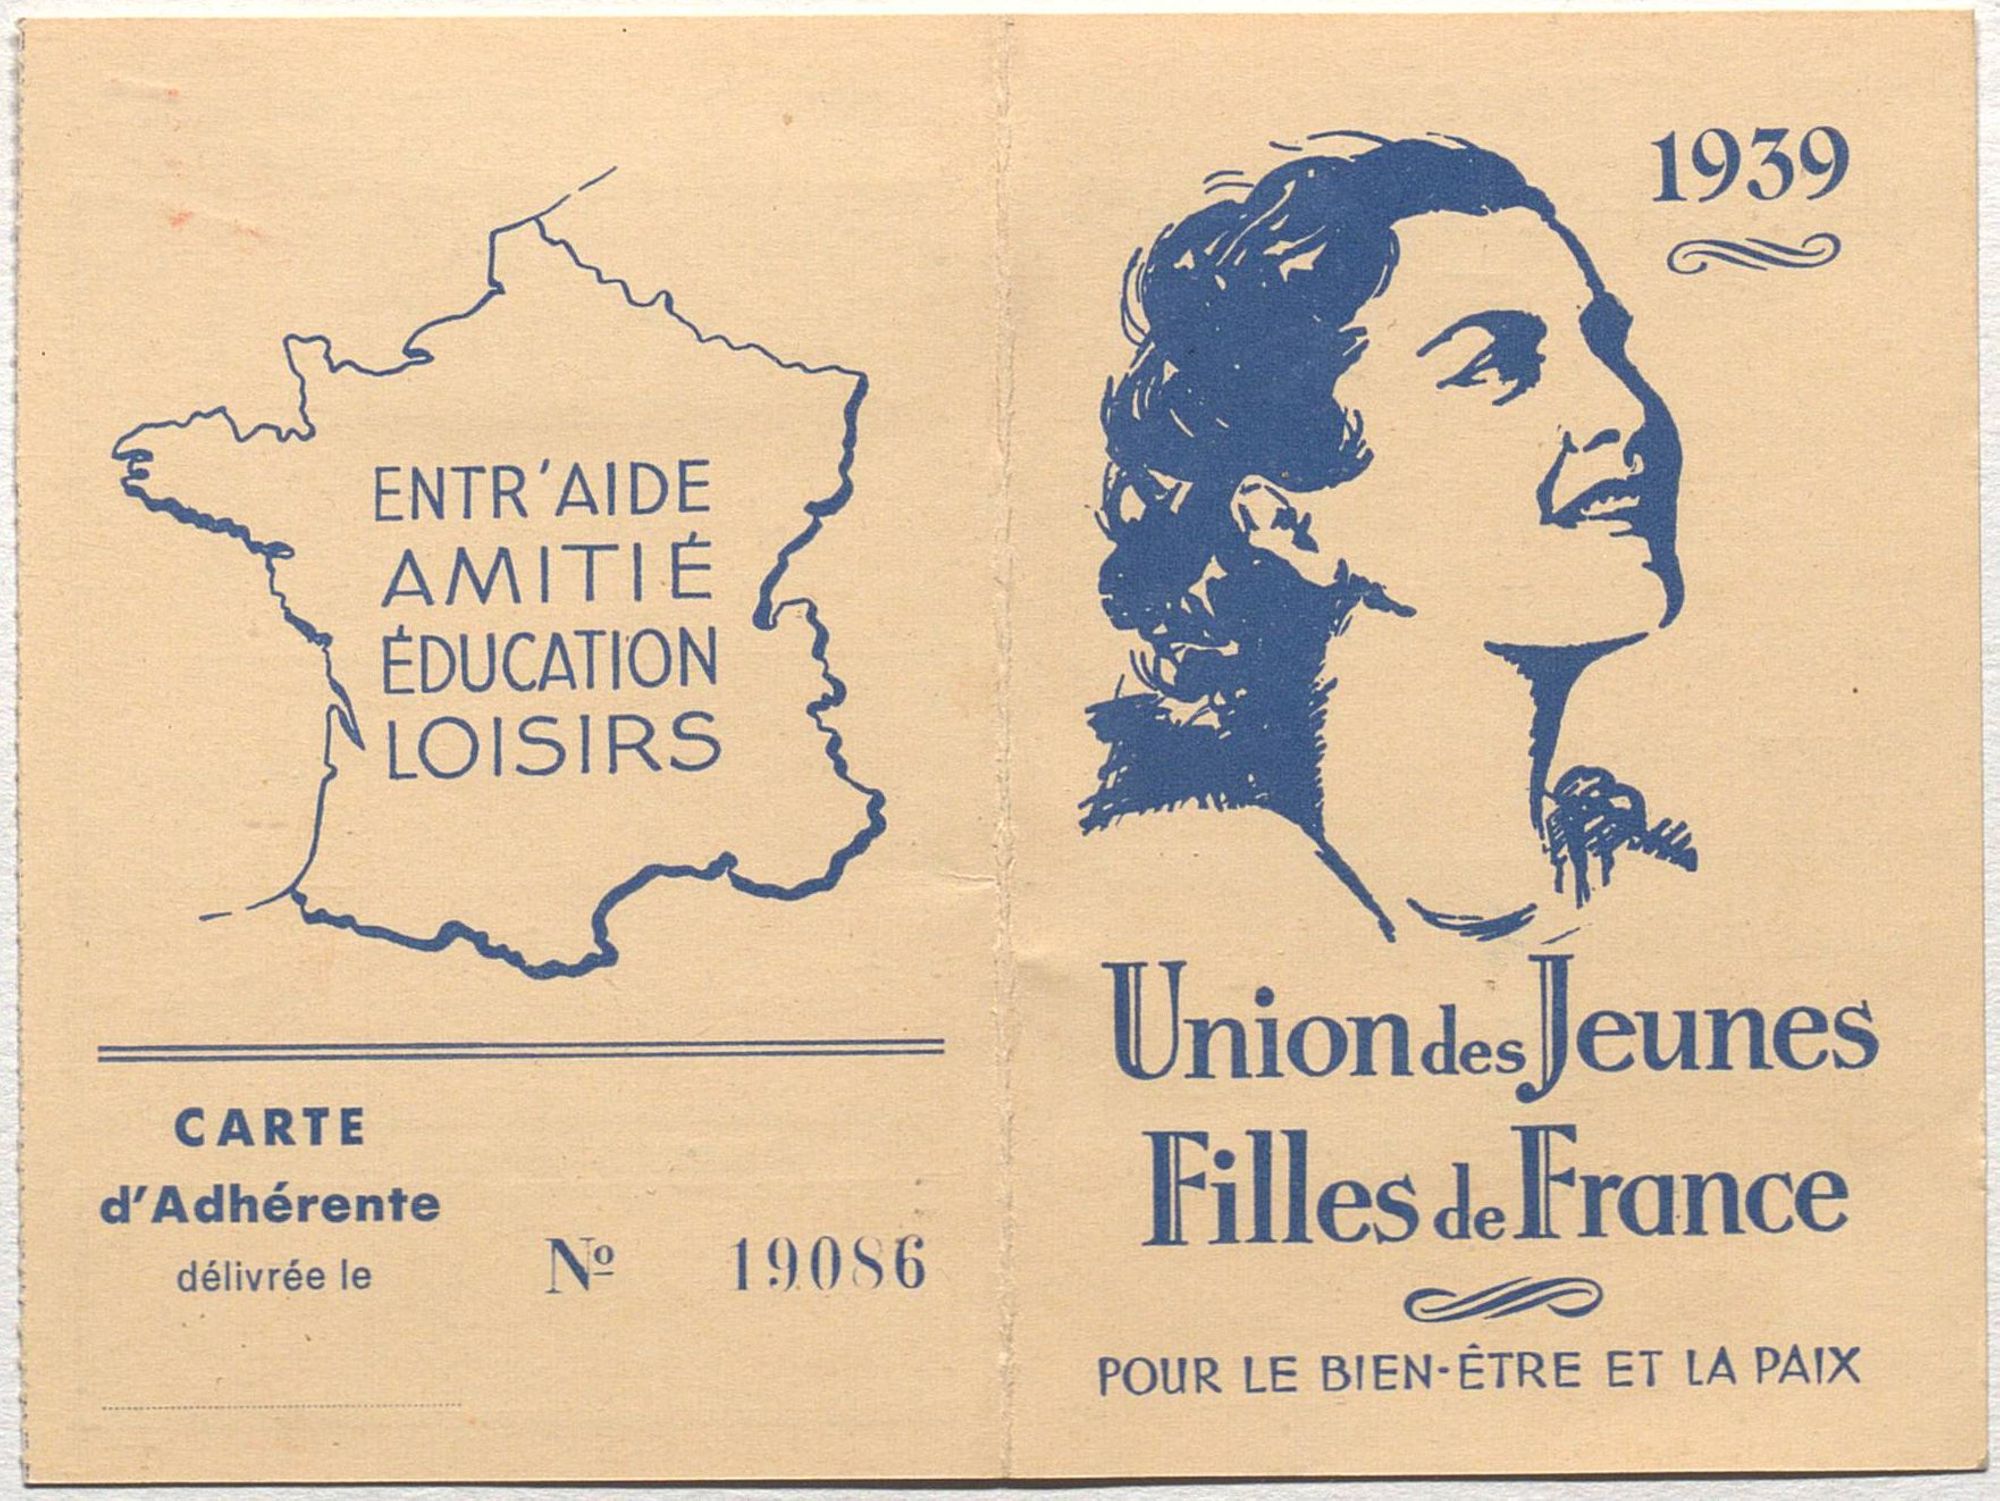 ENTR'AIDE
AMITIÉ
ÉDUCATION
LOISIRS
CARTE
d'Adhérente
délivrée le
Nº 19086
1939
Union des Jeunes
Filles de France
POUR LE BIEN-ÊTRE ET LA PAIX